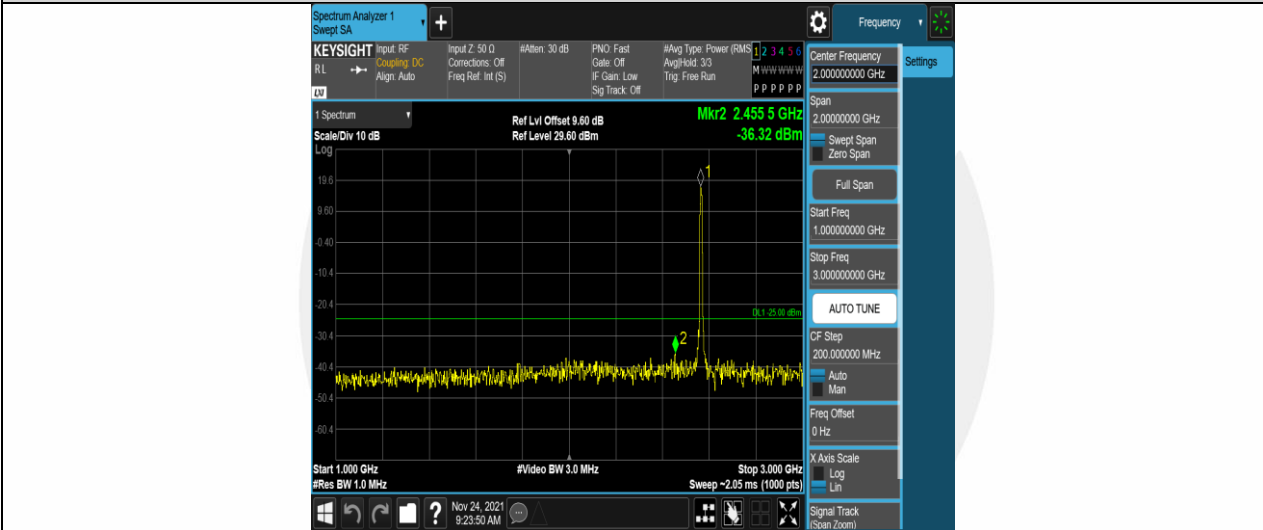 Spectrum Analyzer 1
Swept SA
+
Frequency
KEYSIGHT
RL
LXI
Input: RF
Coupling: DC
Align: Auto
Input Z: 50 Ω
Corrections: Off
Freq Ref: Int (S)
#Atten: 30 dB
PNO: Fast
Gate: Off
IF Gain: Low
Sig Track: Off
#Avg Type: Power (RMS
Avg|Hold: 3/3
Trig: Free Run
1 2 3 4 5 6
M W W W W W
P P P P P P
1 Spectrum
Scale/Div 10 dB
Log
Ref Lvl Offset 9.60 dB
Ref Level 29.60 dBm
Mkr2 2.455 5 GHz
-36.32 dBm
19.6
9.60
-0.40
-10.4
-20.4
-30.4
-40.4
-50.4
-60.4
1
DL1 -25.00 dBm
2
Start 1.000 GHz
#Res BW 1.0 MHz
#Video BW 3.0 MHz
Stop 3.000 GHz
Sweep ~2.05 ms (1000 pts)
Center Frequency
2.000000000 GHz
Settings
Span
2.00000000 GHz
Swept Span
Zero Span
Full Span
Start Freq
1.000000000 GHz
Stop Freq
3.000000000 GHz
AUTO TUNE
CF Step
200.000000 MHz
Auto
Man
Freq Offset
0 Hz
X Axis Scale
Log
Lin
Signal Track
(Span Zoom)
?
Nov 24, 2021
9:23:50 AM